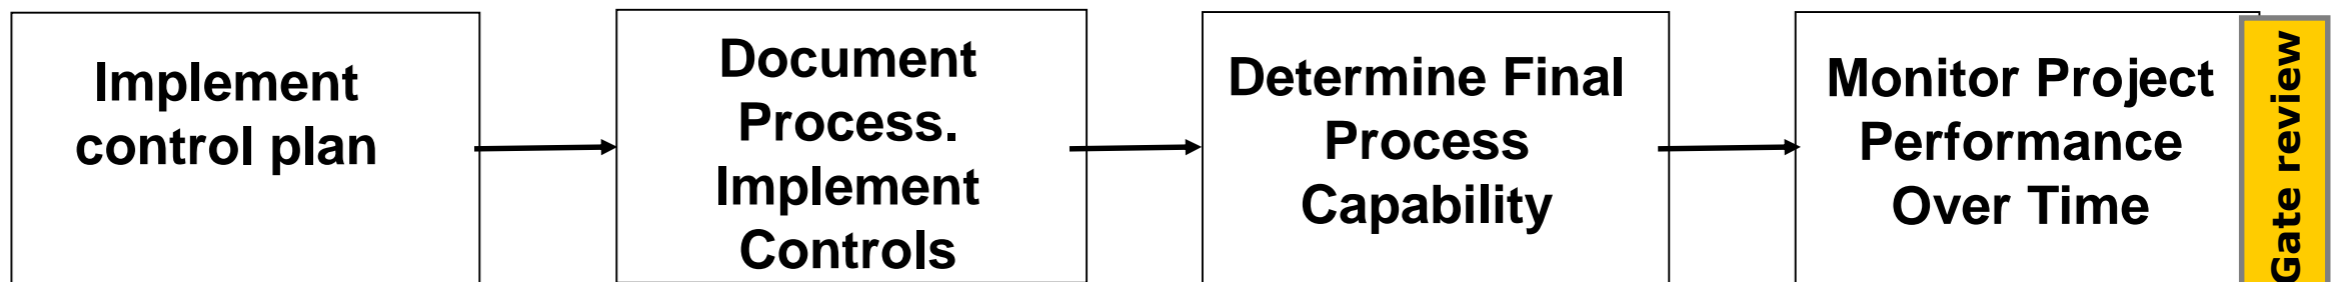 Implement
control plan
Document
Process.
Implement
Controls
Determine Final
Process
Capability
Monitor Project
Performance
Over Time
Gate review